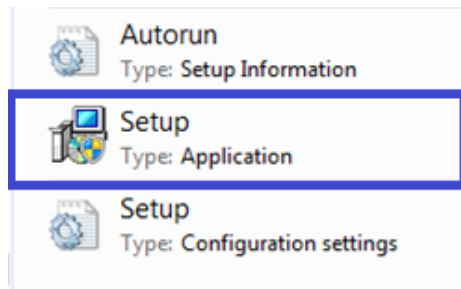 Autorun
Type: Setup Information
Setup
Type: Application
Setup
Type: Configuration settings